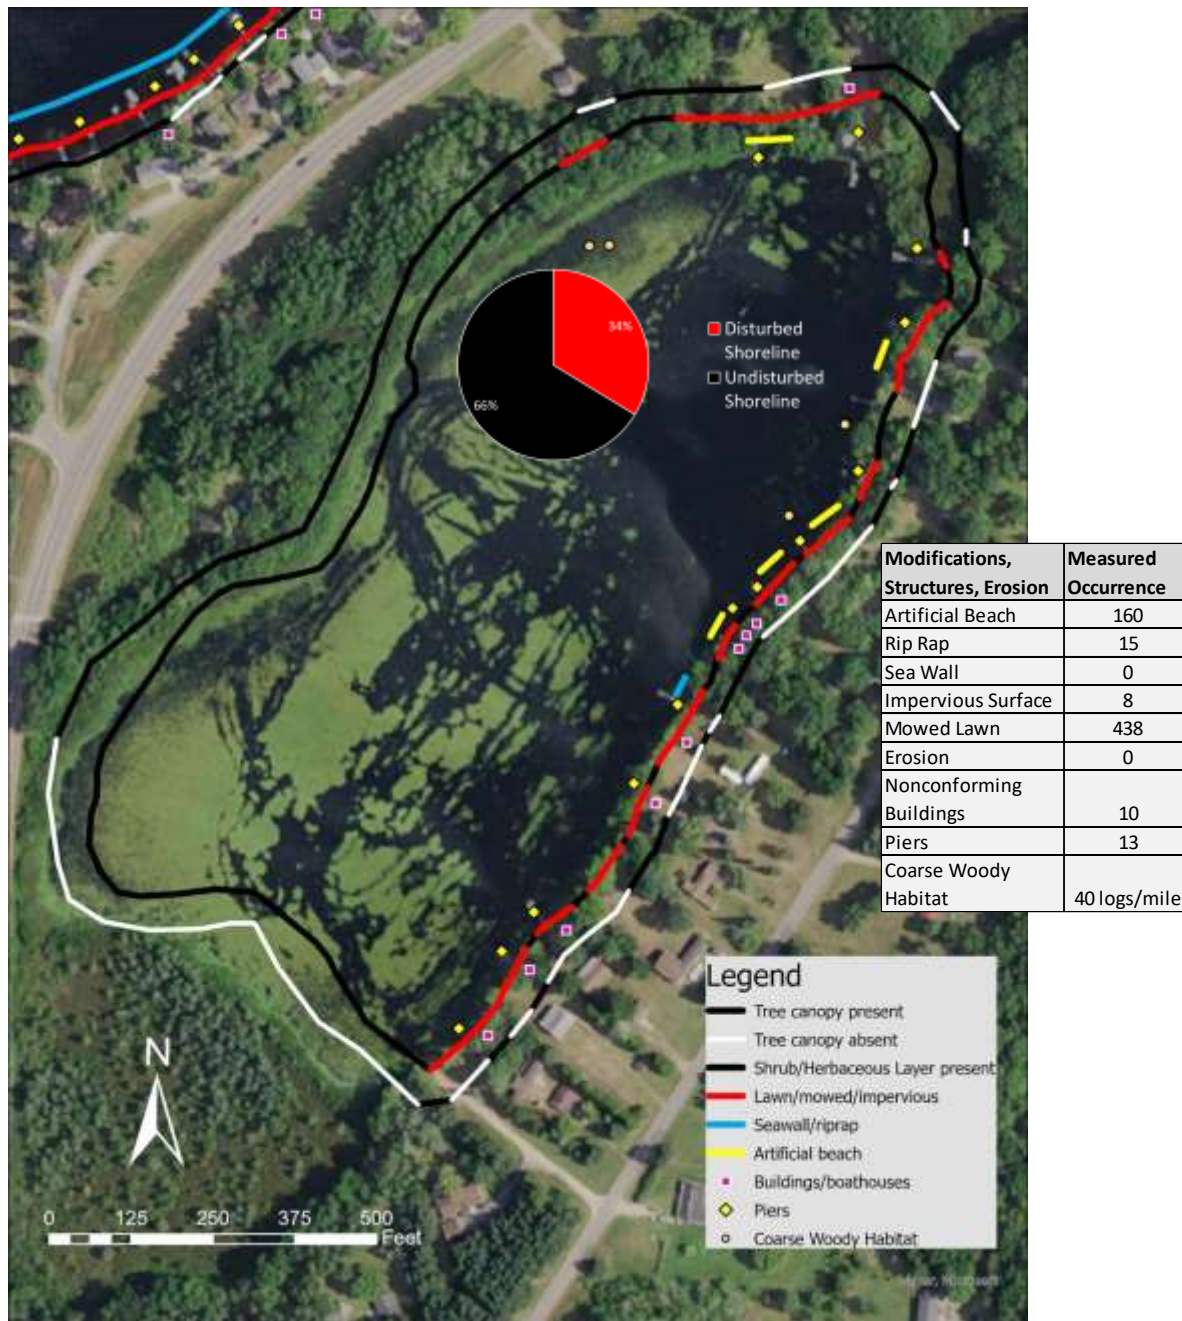 34%
66%
Disturbed
Shoreline
Undisturbed
Shoreline
Modifications, Measured
Structures, Erosion Occurrence
Artificial Beach 160
Rip Rap 15
Sea Wall 0
Impervious Surface 8
Mowed Lawn 438
Erosion 0
Nonconforming
Buildings 10
Piers 13
Coarse Woody
Habitat 40 logs/mile
Legend
Tree canopy present
Tree canopy absent
Shrub/Herbaceous Layer present
Lawn/mowed/impervious
Seawall/riprap
Artificial beach
Buildings/boathouses
Piers
Coarse Woody Habitat
N
0 125 250 375 500
Feet